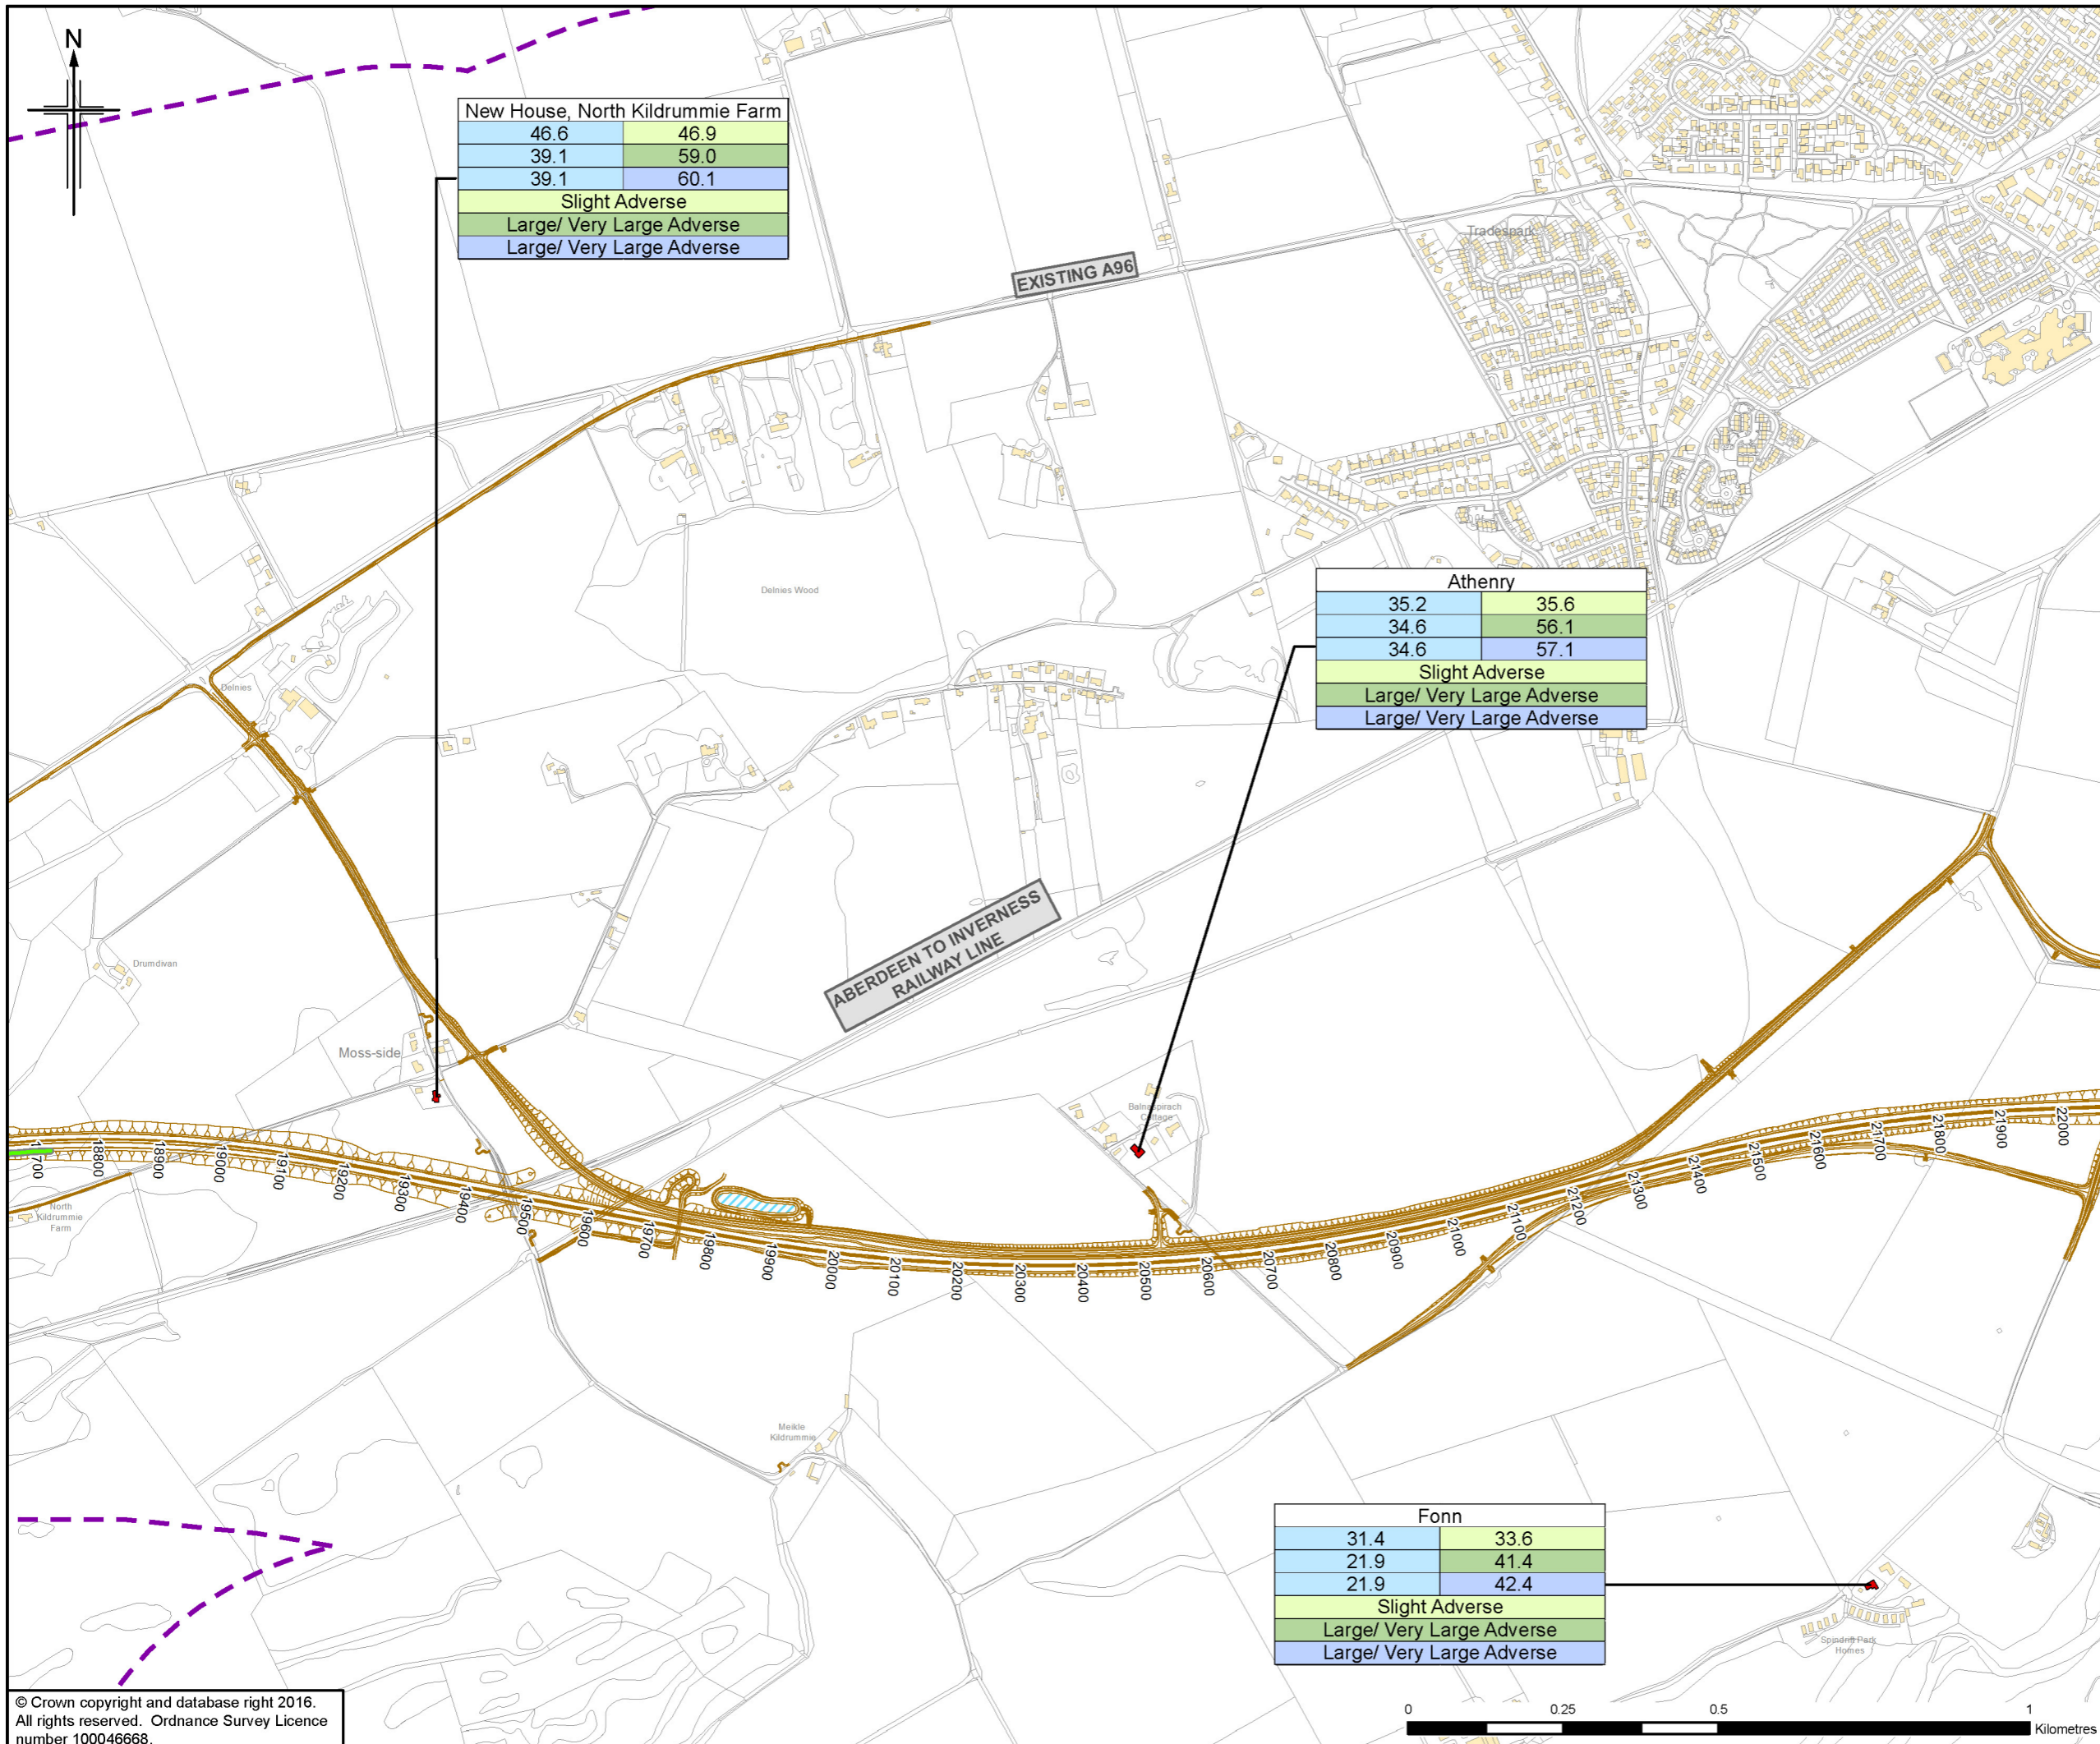 N
New House, North Kildrummie Farm
46.6 46.9
39.1 59.0
39.1 60.1
Slight Adverse
Large/ Very Large Adverse
Large/ Very Large Adverse
EXISTING A96
Tradespark
Delnies Wood
Athenry
35.2 35.6
34.6 56.1
34.6 57.1
Slight Adverse
Large/ Very Large Adverse
Large/ Very Large Adverse
Delnies
ABERDEEN TO INVERNESS
RAILWAY LINE
Drumdivan
Moss-side
Balnaspirach
Cottage
North
Kildrummie
Farm
700
18800
18900
19000
19100
19200
19300
19400
19500
19600
19700
19800
19900
20000
20100
20200
20300
20400
20500
20600
20700
20800
20900
21000
21100
21200
21300
21400
21500
21600
21700
21800
21900
22000
Meikle
Kildrummie
Fonn
31.4 33.6
21.9 41.4
21.9 42.4
Slight Adverse
Large/ Very Large Adverse
Large/ Very Large Adverse
Spindrift Park
Homes
© Crown copyright and database right 2016.
All rights reserved. Ordnance Survey Licence
number 100046668.
0 0.25 0.5 1
Kilometres